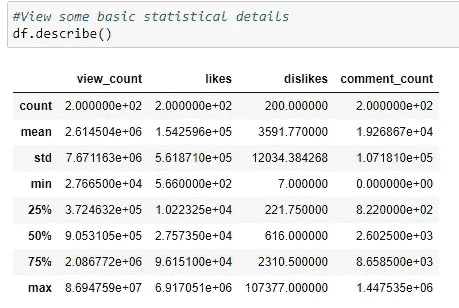 #View some basic statistical details
df.describe()
view_count likes dislikes comment_count
count 2.000000e+02 2.000000e+02 200.000000 2.000000e+02
mean 2.614504e+06 1.542596e+05 3591.770000 1.926867e+04
std 7.671163e+06 5.618710e+05 12034.384268 1.071810e+05
min 2.766500e+04 5.660000e+02 7.000000 0.000000e+00
25% 3.724632e+05 1.022325e+04 221.750000 8.220000e+02
50% 9.053105e+05 2.757350e+04 616.000000 2.602500e+03
75% 2.086772e+06 9.615100e+04 2310.500000 8.658500e+03
max 8.694759e+07 6.917051e+06 107377.000000 1.447535e+06